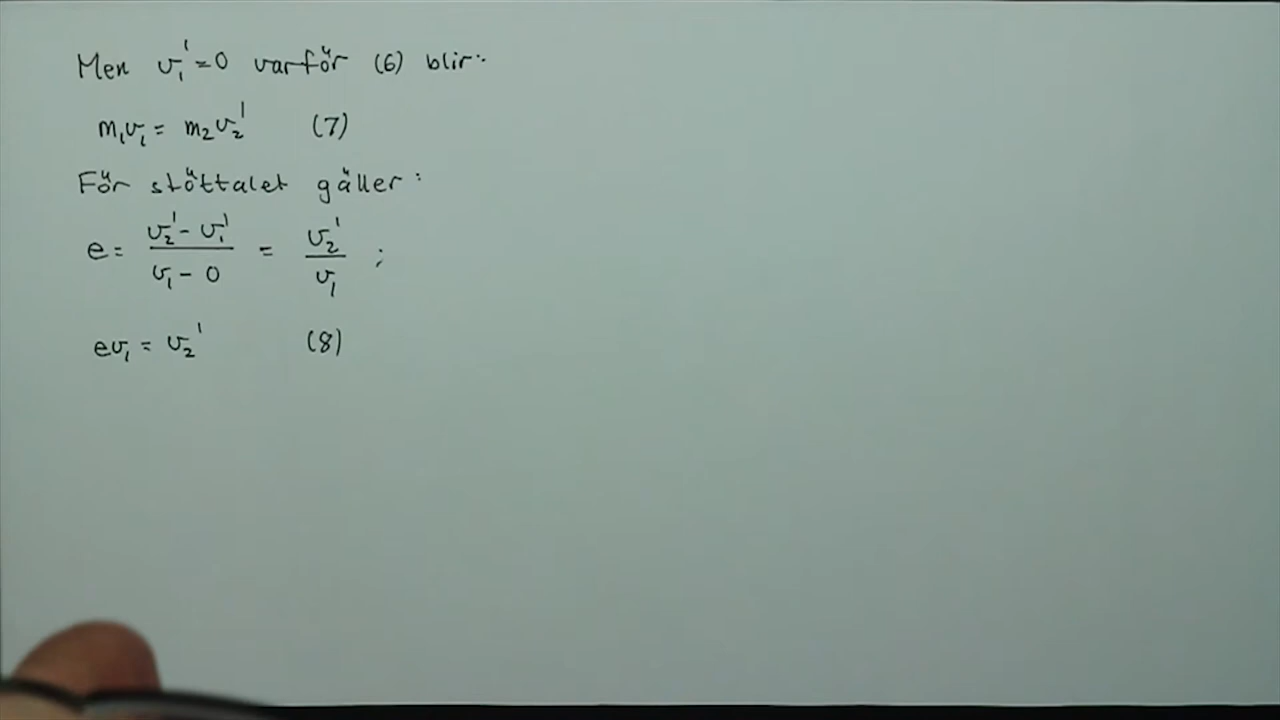 Men v₁' = 0 varför (6) blir:
m₁v₁ = m₂v₂' (7)
För stöttalet gäller:
e = (v₂' - v₁')/(v₁ - 0) = v₂'/v₁ ;
ev₁ = v₂' (8)